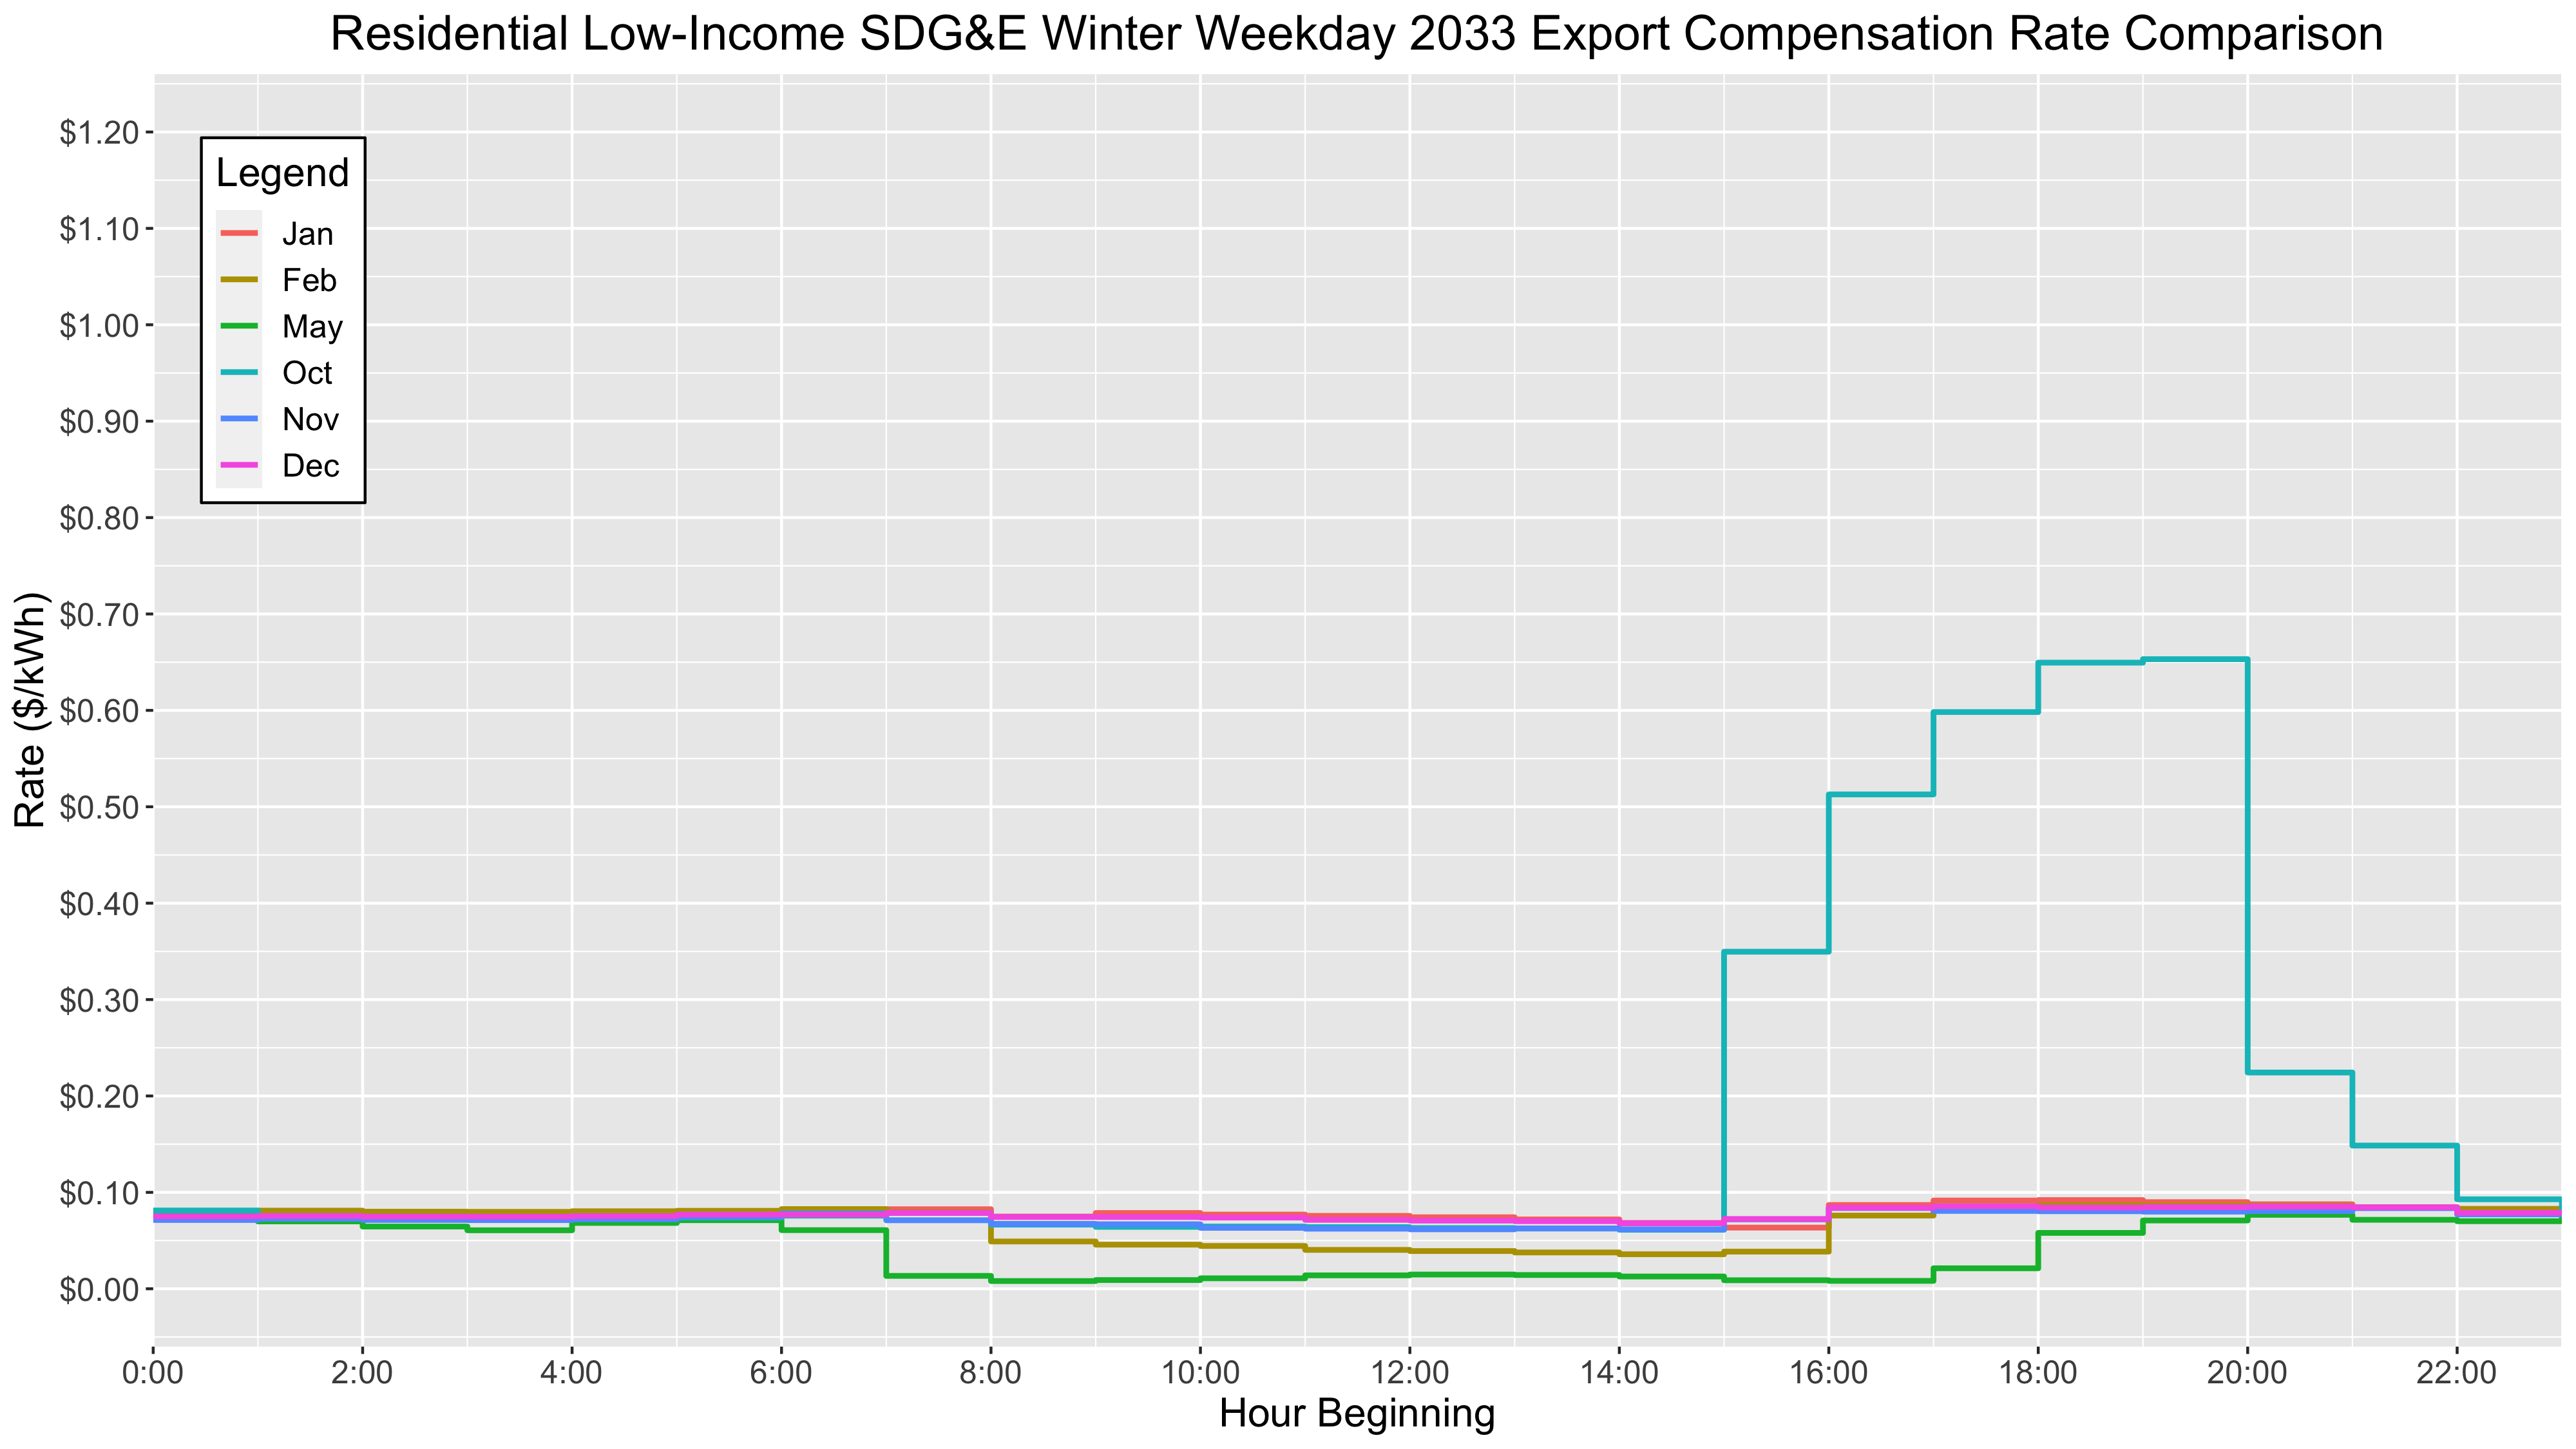 Residential Low-Income SDG&E Winter Weekday 2033 Export Compensation Rate Comparison
$1.20
$1.10
$1.00
$0.90
$0.80
$0.70
$0.60
$0.50
$0.40
$0.30
$0.20
$0.10
$0.00
Rate ($/kWh)
Legend
Jan
Feb
May
Oct
Nov
Dec
0:00 2:00 4:00 6:00 8:00 10:00 12:00 14:00 16:00 18:00 20:00 22:00
Hour Beginning